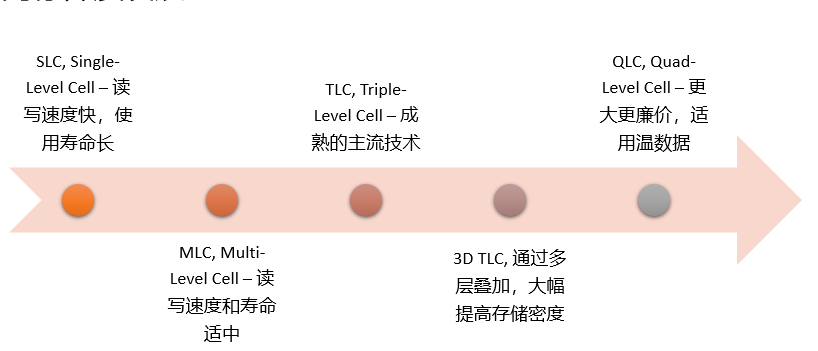 SLC, Single-
Level Cell – 读
写速度快，使
用寿命长
MLC, Multi-
Level Cell – 读
写速度和寿命
适中
TLC, Triple-
Level Cell – 成
熟的主流技术
3D TLC, 通过多
层叠加，大幅
提高存储密度
QLC, Quad-
Level Cell – 更
大更廉价，适
用温数据